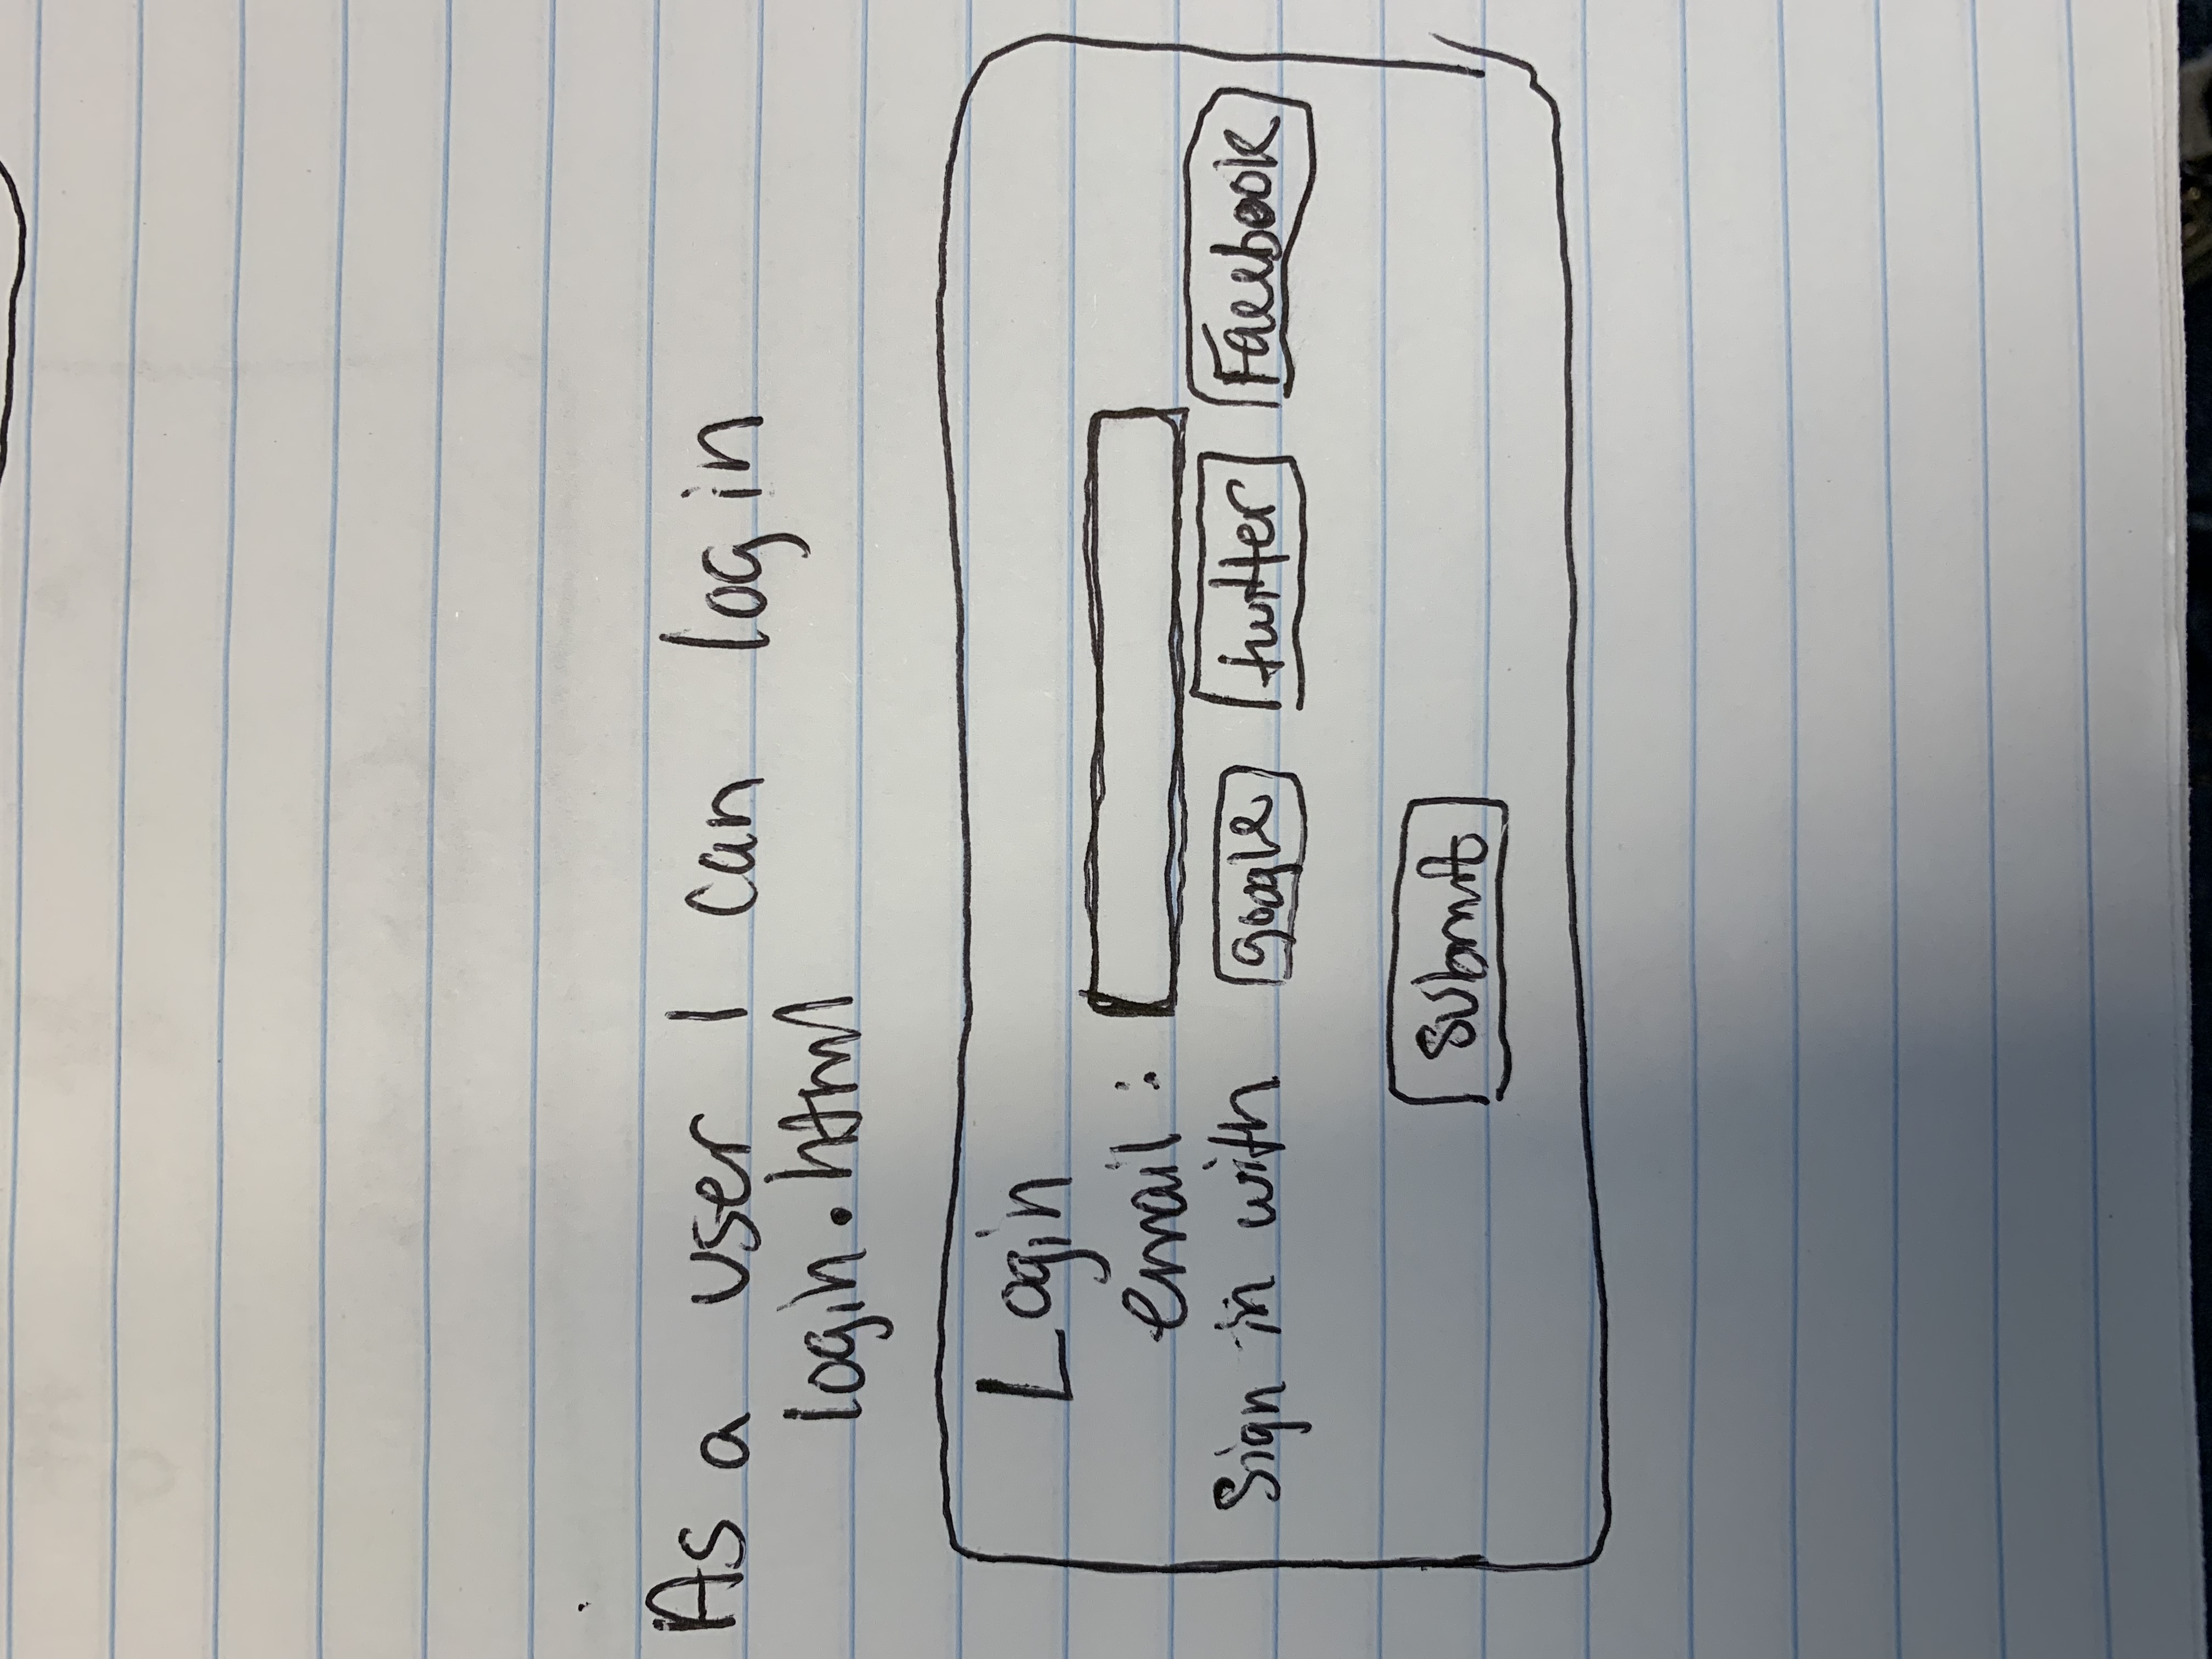 As a user I can log in
login.html
Login
email :
Sign in with google twitter Facebook
submit